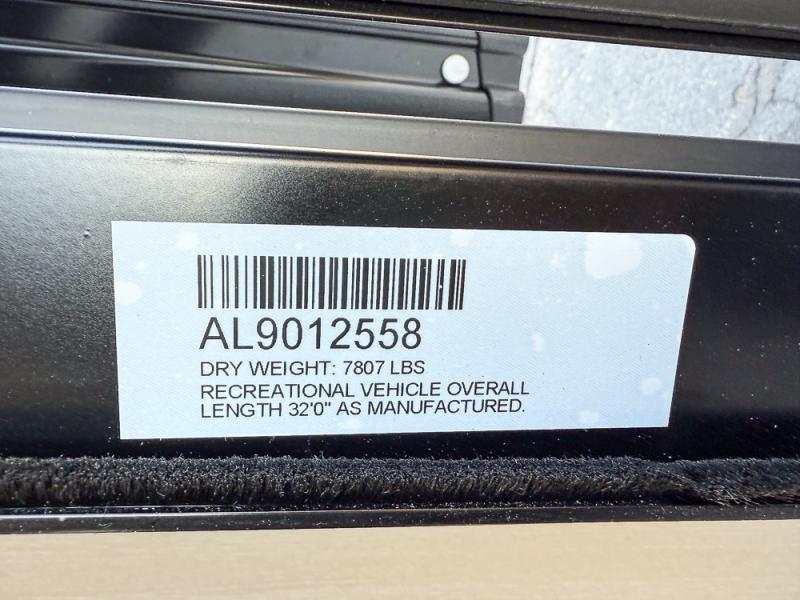 AL9012558
DRY WEIGHT: 7807 LBS
RECREATIONAL VEHICLE OVERALL
LENGTH 32'0" AS MANUFACTURED.